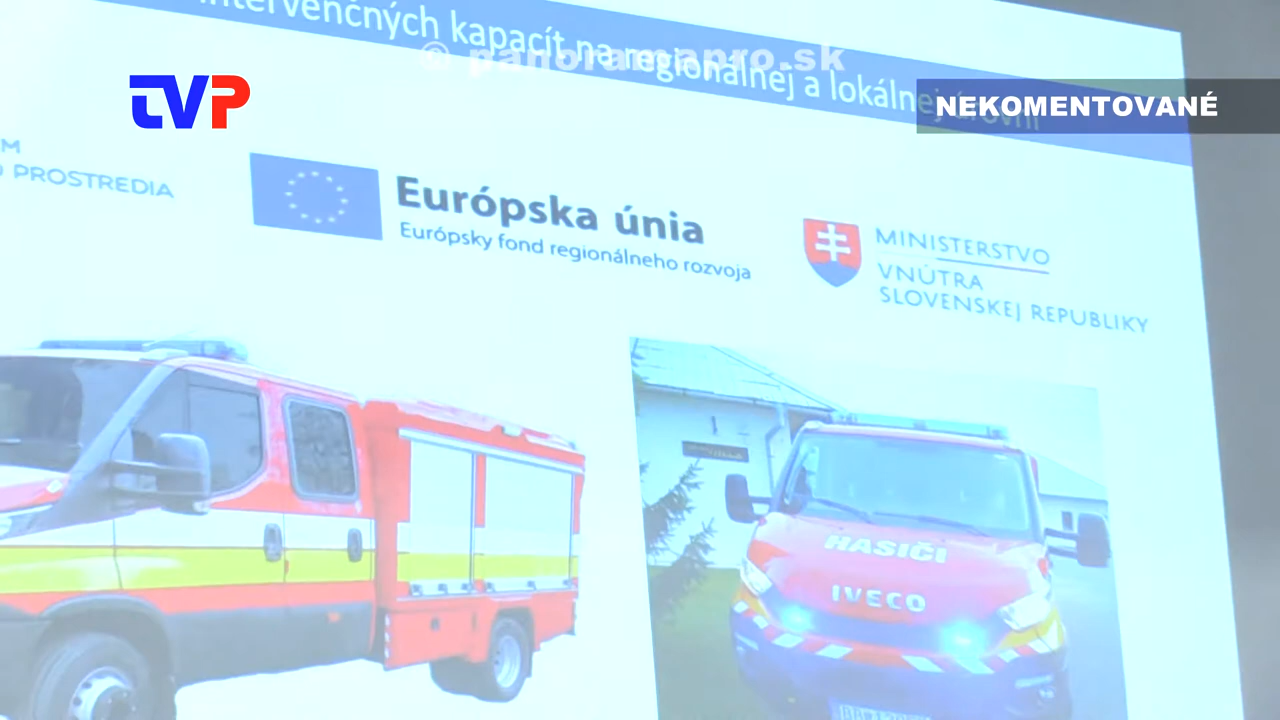 intervenčných kapacít na regionálnej a lokálnej úrovni
© panoramapro.sk
TVP
NEKOMENTOVANÉ
M
PROSTREDIA
Európska únia
Európsky fond regionálneho rozvoja
MINISTERSTVO
VNÚTRA
SLOVENSKEJ REPUBLIKY
HASIČI
IVECO